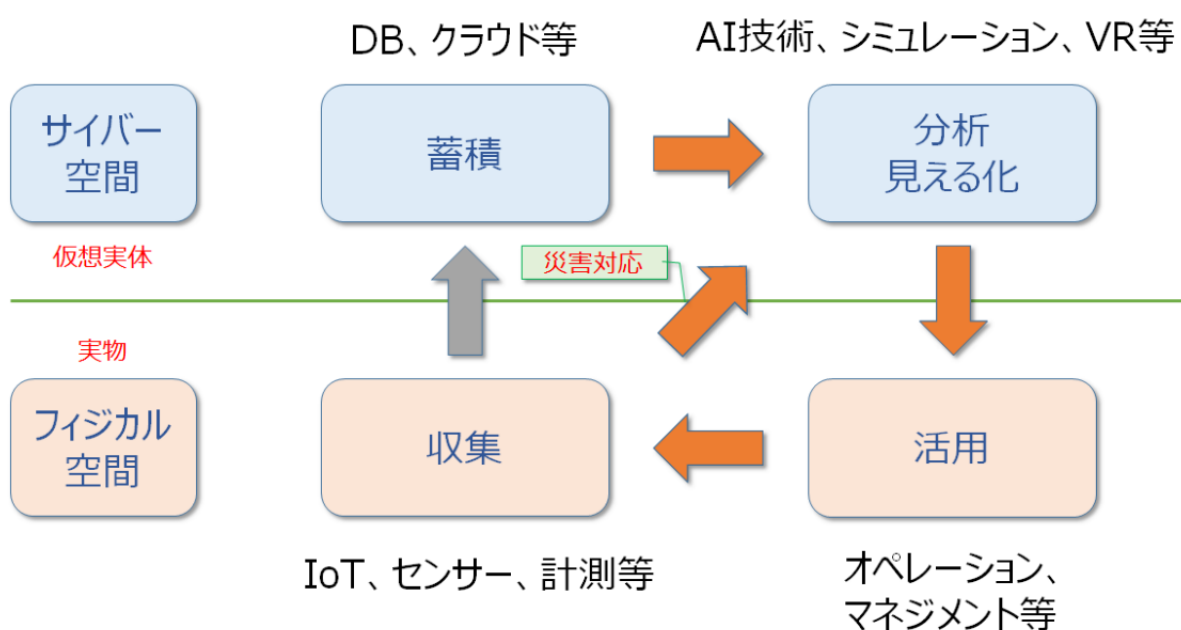 DB、クラウド等
AI技術、シミュレーション、VR等
サイバー
空間
蓄積
分析
見える化
仮想実体
災害対応
実物
フィジカル
空間
収集
活用
IoT、センサー、計測等
オペレーション、
マネジメント等